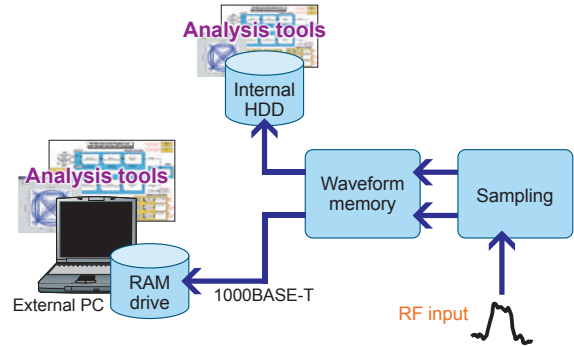 Analysis tools
Internal
HDD
Analysis tools
Waveform
memory
Sampling
RAM
drive
1000BASE-T
External PC
RF input